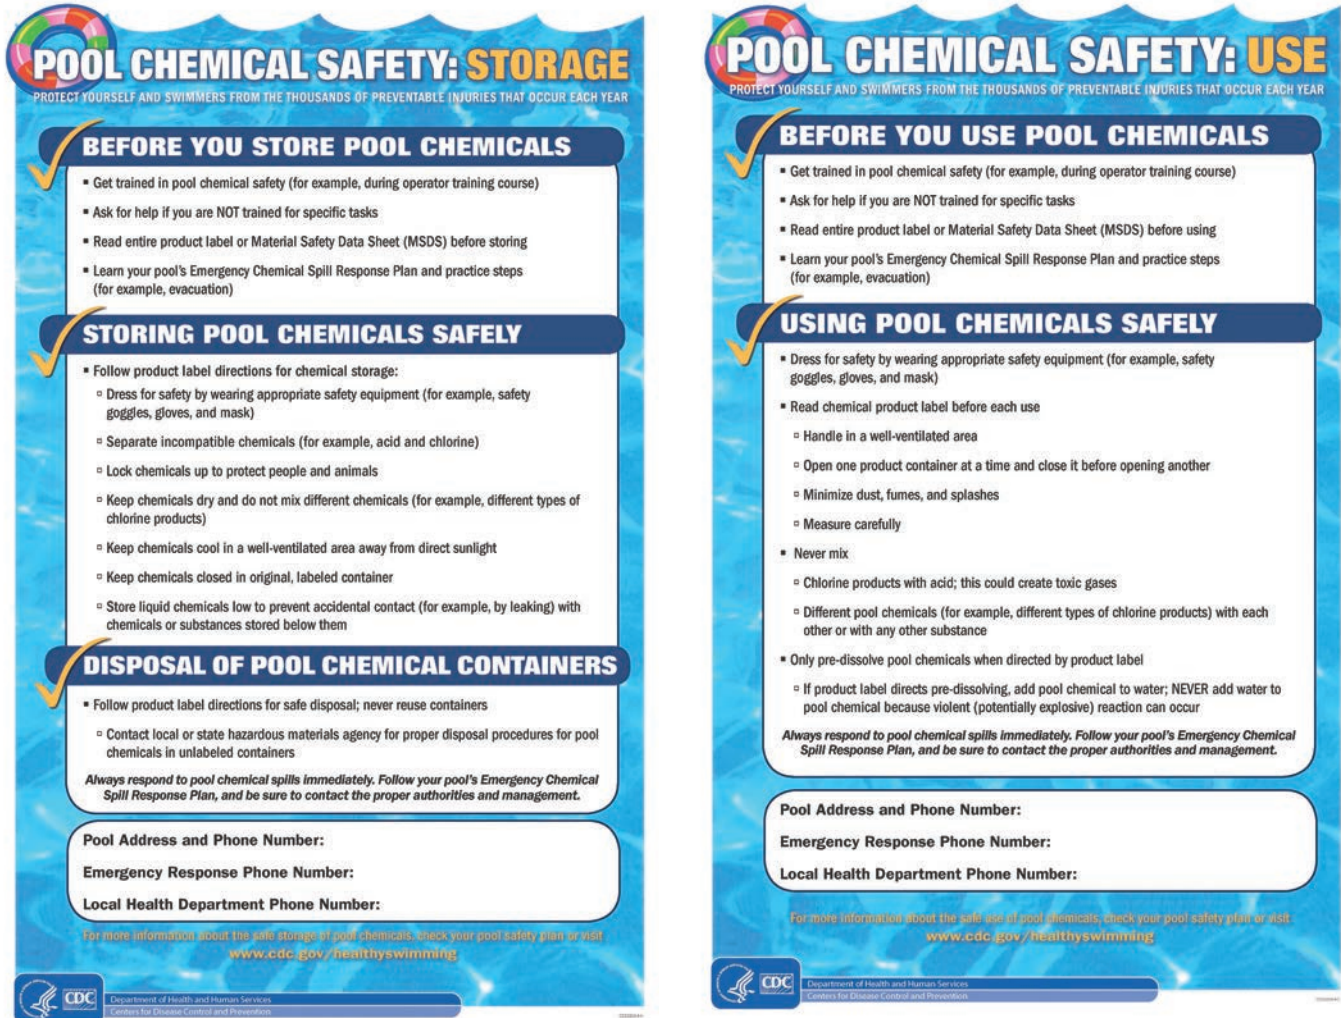 POOL CHEMICAL SAFETY: STORAGE
PROTECT YOURSELF AND SWIMMERS FROM THE THOUSANDS OF PREVENTABLE INJURIES THAT OCCUR EACH YEAR
BEFORE YOU STORE POOL CHEMICALS
▪ Get trained in pool chemical safety (for example, during operator training course)
▪ Ask for help if you are NOT trained for specific tasks
▪ Read entire product label or Material Safety Data Sheet (MSDS) before storing
▪ Learn your pool's Emergency Chemical Spill Response Plan and practice steps
(for example, evacuation)
STORING POOL CHEMICALS SAFELY
▪ Follow product label directions for chemical storage:
▫ Dress for safety by wearing appropriate safety equipment (for example, safety
goggles, gloves, and mask)
▫ Separate incompatible chemicals (for example, acid and chlorine)
▫ Lock chemicals up to protect people and animals
▫ Keep chemicals dry and do not mix different chemicals (for example, different types of
chlorine products)
▫ Keep chemicals cool in a well-ventilated area away from direct sunlight
▫ Keep chemicals closed in original, labeled container
▫ Store liquid chemicals low to prevent accidental contact (for example, by leaking) with
chemicals or substances stored below them
DISPOSAL OF POOL CHEMICAL CONTAINERS
▪ Follow product label directions for safe disposal; never reuse containers
▫ Contact local or state hazardous materials agency for proper disposal procedures for pool
chemicals in unlabeled containers
Always respond to pool chemical spills immediately. Follow your pool's Emergency Chemical
Spill Response Plan, and be sure to contact the proper authorities and management.
Pool Address and Phone Number:
Emergency Response Phone Number:
Local Health Department Phone Number:
For more information about the safe storage of pool chemicals, check your pool safety plan or visit
www.cdc.gov/healthyswimming
CDC
Department of Health and Human Services
Centers for Disease Control and Prevention
POOL CHEMICAL SAFETY: USE
PROTECT YOURSELF AND SWIMMERS FROM THE THOUSANDS OF PREVENTABLE INJURIES THAT OCCUR EACH YEAR
BEFORE YOU USE POOL CHEMICALS
▪ Get trained in pool chemical safety (for example, during operator training course)
▪ Ask for help if you are NOT trained for specific tasks
▪ Read entire product label or Material Safety Data Sheet (MSDS) before using
▪ Learn your pool's Emergency Chemical Spill Response Plan and practice steps
(for example, evacuation)
USING POOL CHEMICALS SAFELY
▪ Dress for safety by wearing appropriate safety equipment (for example, safety
goggles, gloves, and mask)
▪ Read chemical product label before each use
▫ Handle in a well-ventilated area
▫ Open one product container at a time and close it before opening another
▫ Minimize dust, fumes, and splashes
▫ Measure carefully
▪ Never mix
▫ Chlorine products with acid; this could create toxic gases
▫ Different pool chemicals (for example, different types of chlorine products) with each
other or with any other substance
▪ Only pre-dissolve pool chemicals when directed by product label
▫ If product label directs pre-dissolving, add pool chemical to water; NEVER add water to
pool chemical because violent (potentially explosive) reaction can occur
Always respond to pool chemical spills immediately. Follow your pool's Emergency Chemical
Spill Response Plan, and be sure to contact the proper authorities and management.
Pool Address and Phone Number:
Emergency Response Phone Number:
Local Health Department Phone Number:
For more information about the safe use of pool chemicals, check your pool safety plan or visit
www.cdc.gov/healthyswimming
CDC
Department of Health and Human Services
Centers for Disease Control and Prevention